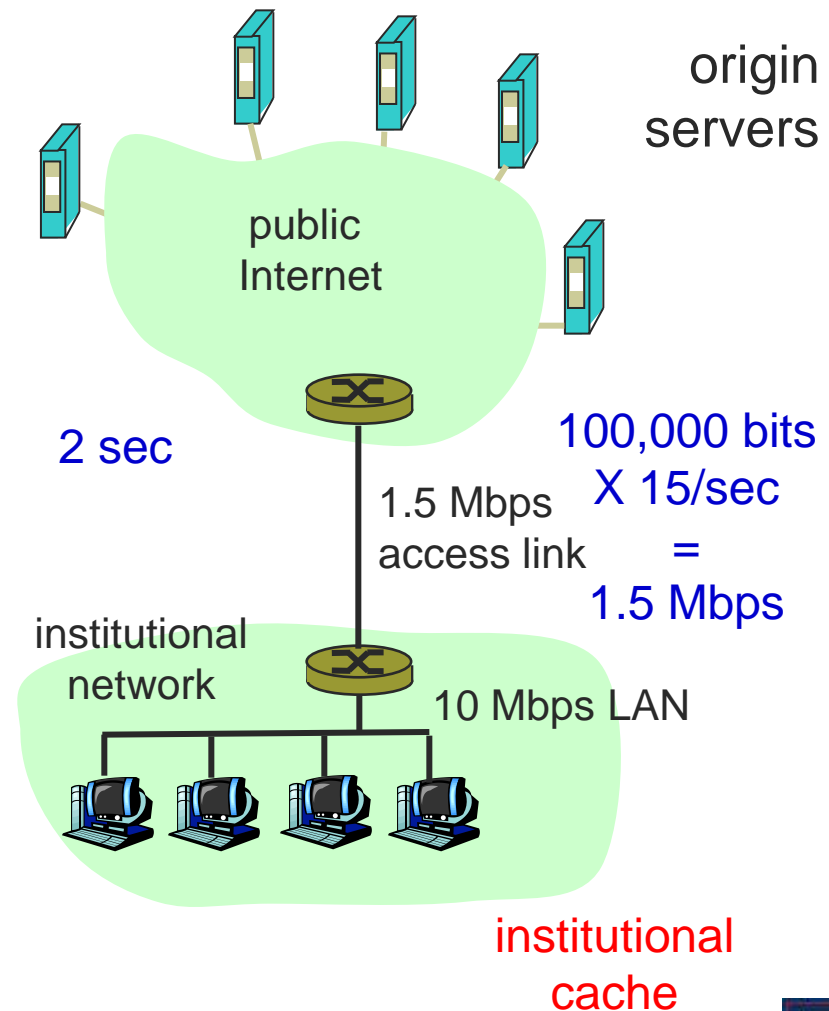 origin
servers
public
Internet
2 sec
100,000 bits
X 15/sec
=
1.5 Mbps
1.5 Mbps
access link
institutional
network
10 Mbps LAN
institutional
cache